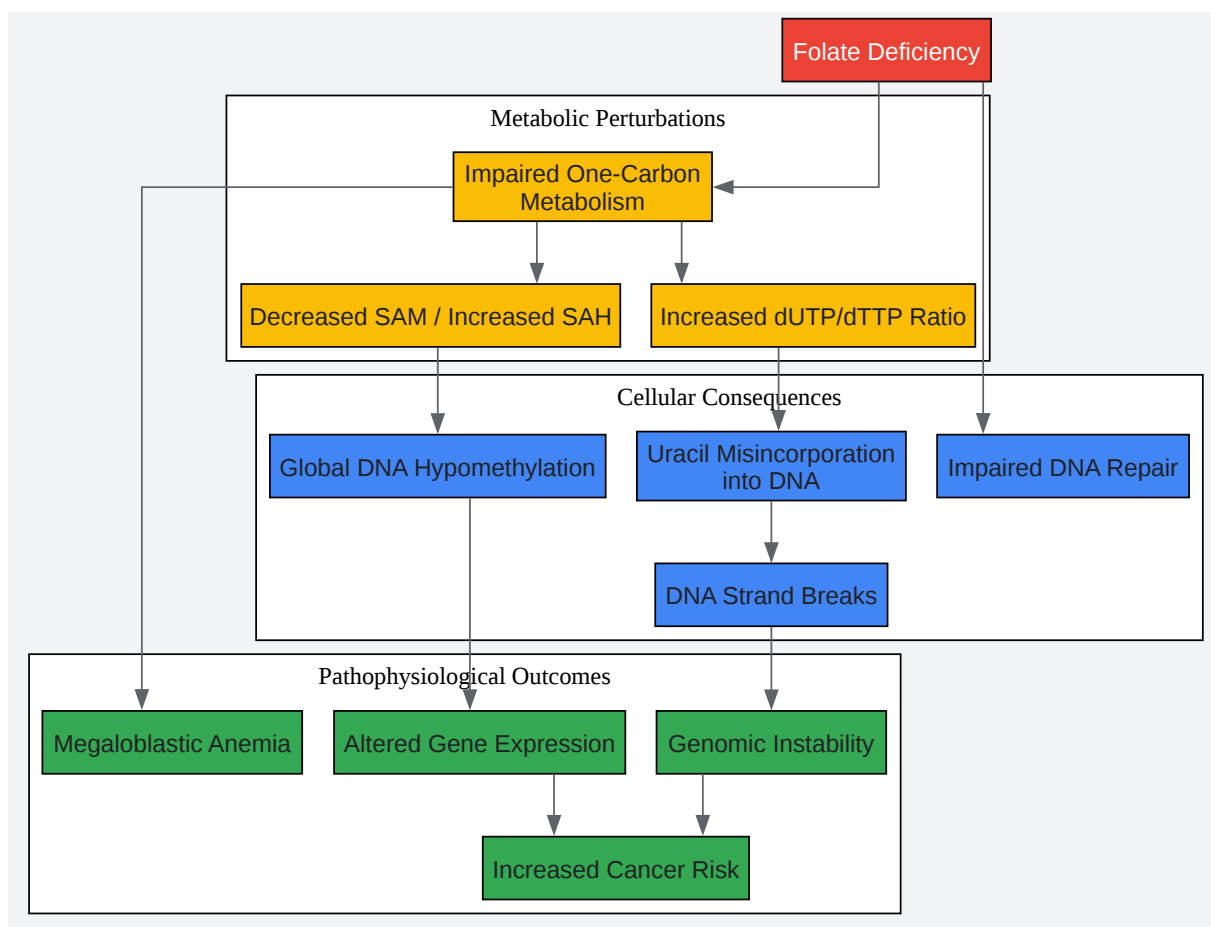 Folate Deficiency
Metabolic Perturbations
Impaired One-Carbon
Metabolism
Decreased SAM / Increased SAH
Increased dUTP/dTTP Ratio
Cellular Consequences
Global DNA Hypomethylation
Uracil Misincorporation
into DNA
Impaired DNA Repair
DNA Strand Breaks
Pathophysiological Outcomes
Megaloblastic Anemia
Altered Gene Expression
Genomic Instability
Increased Cancer Risk